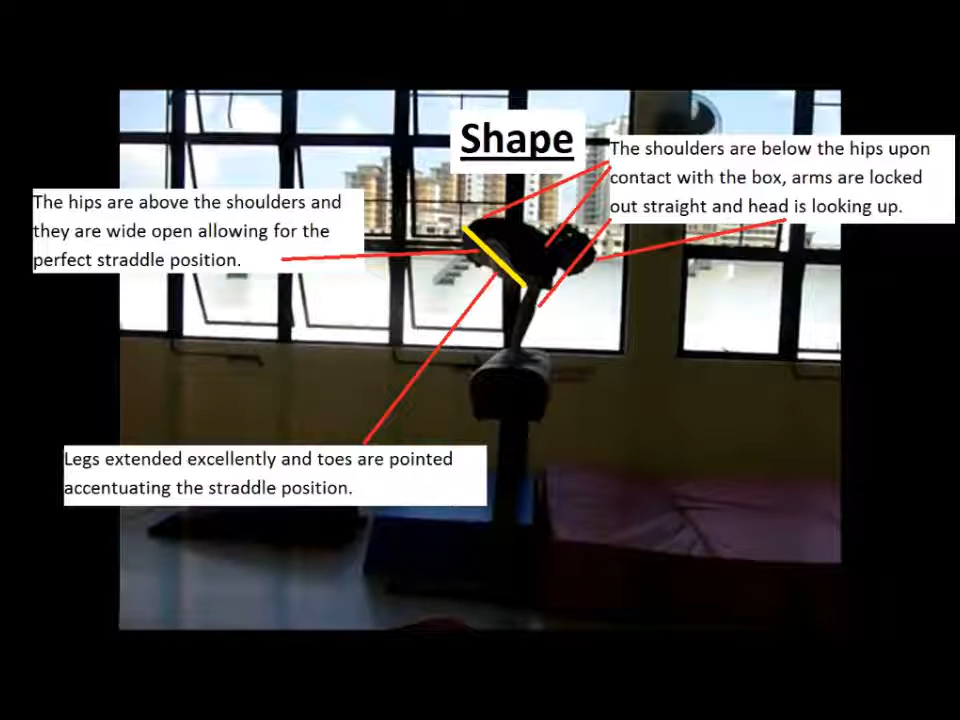 Shape
The shoulders are below the hips upon
contact with the box, arms are locked
out straight and head is looking up.
The hips are above the shoulders and
they are wide open allowing for the
perfect straddle position.
Legs extended excellently and toes are pointed
accentuating the straddle position.